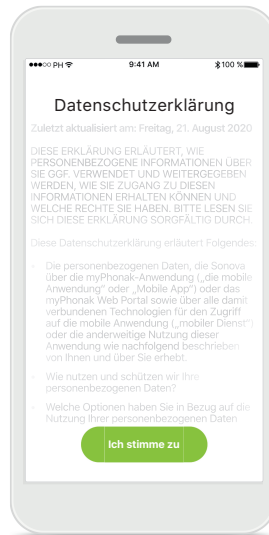 ●●●○○ PH 9:41 AM 100 %
Datenschutzerklärung
Zuletzt aktualisiert am: Freitag, 21. August 2020
DIESE ERKLÄRUNG ERLÄUTERT, WIE
PERSONENBEZOGENE INFORMATIONEN ÜBER
SIE GGF. VERWENDET UND WEITERGEGEBEN
WERDEN, WIE SIE ZUGANG ZU DIESEN
INFORMATIONEN ERHALTEN KÖNNEN UND
WELCHE RECHTE SIE HABEN. BITTE LESEN SIE
SICH DIESE ERKLÄRUNG SORGFÄLTIG DURCH.
Diese Datenschutzerklärung erläutert Folgendes:
- Die personenbezogenen Daten, die Sonova
über die myPhonak-Anwendung („die mobile
Anwendung" oder „Mobile App") oder das
myPhonak Web Portal sowie über alle damit
verbundenen Technologien für den Zugriff
auf die mobile Anwendung („mobiler Dienst")
oder die anderweitige Nutzung dieser
Anwendung wie nachfolgend beschrieben
von Ihnen und über Sie erhebt.
- Wie nutzen und schützen wir Ihre
personenbezogenen Daten?
- Welche Optionen haben Sie in Bezug auf die
Nutzung Ihrer personenbezogenen Daten
Ich stimme zu